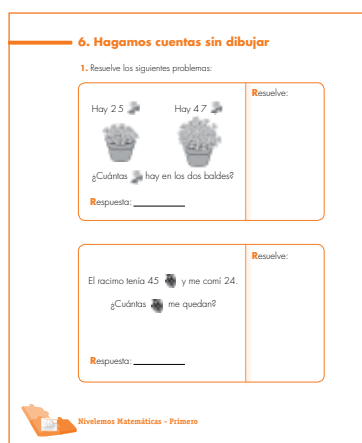 6. Hagamos cuentas sin dibujar
1. Resuelve los siguientes problemas:
Resuelve:
Hay 25 Hay 47
¿Cuántas hay en los dos baldes?
Respuesta:
Resuelve:
El racimo tenía 45 y me comí 24.
¿Cuántas me quedan?
Respuesta:
Nivelemos Matemáticas - Primero